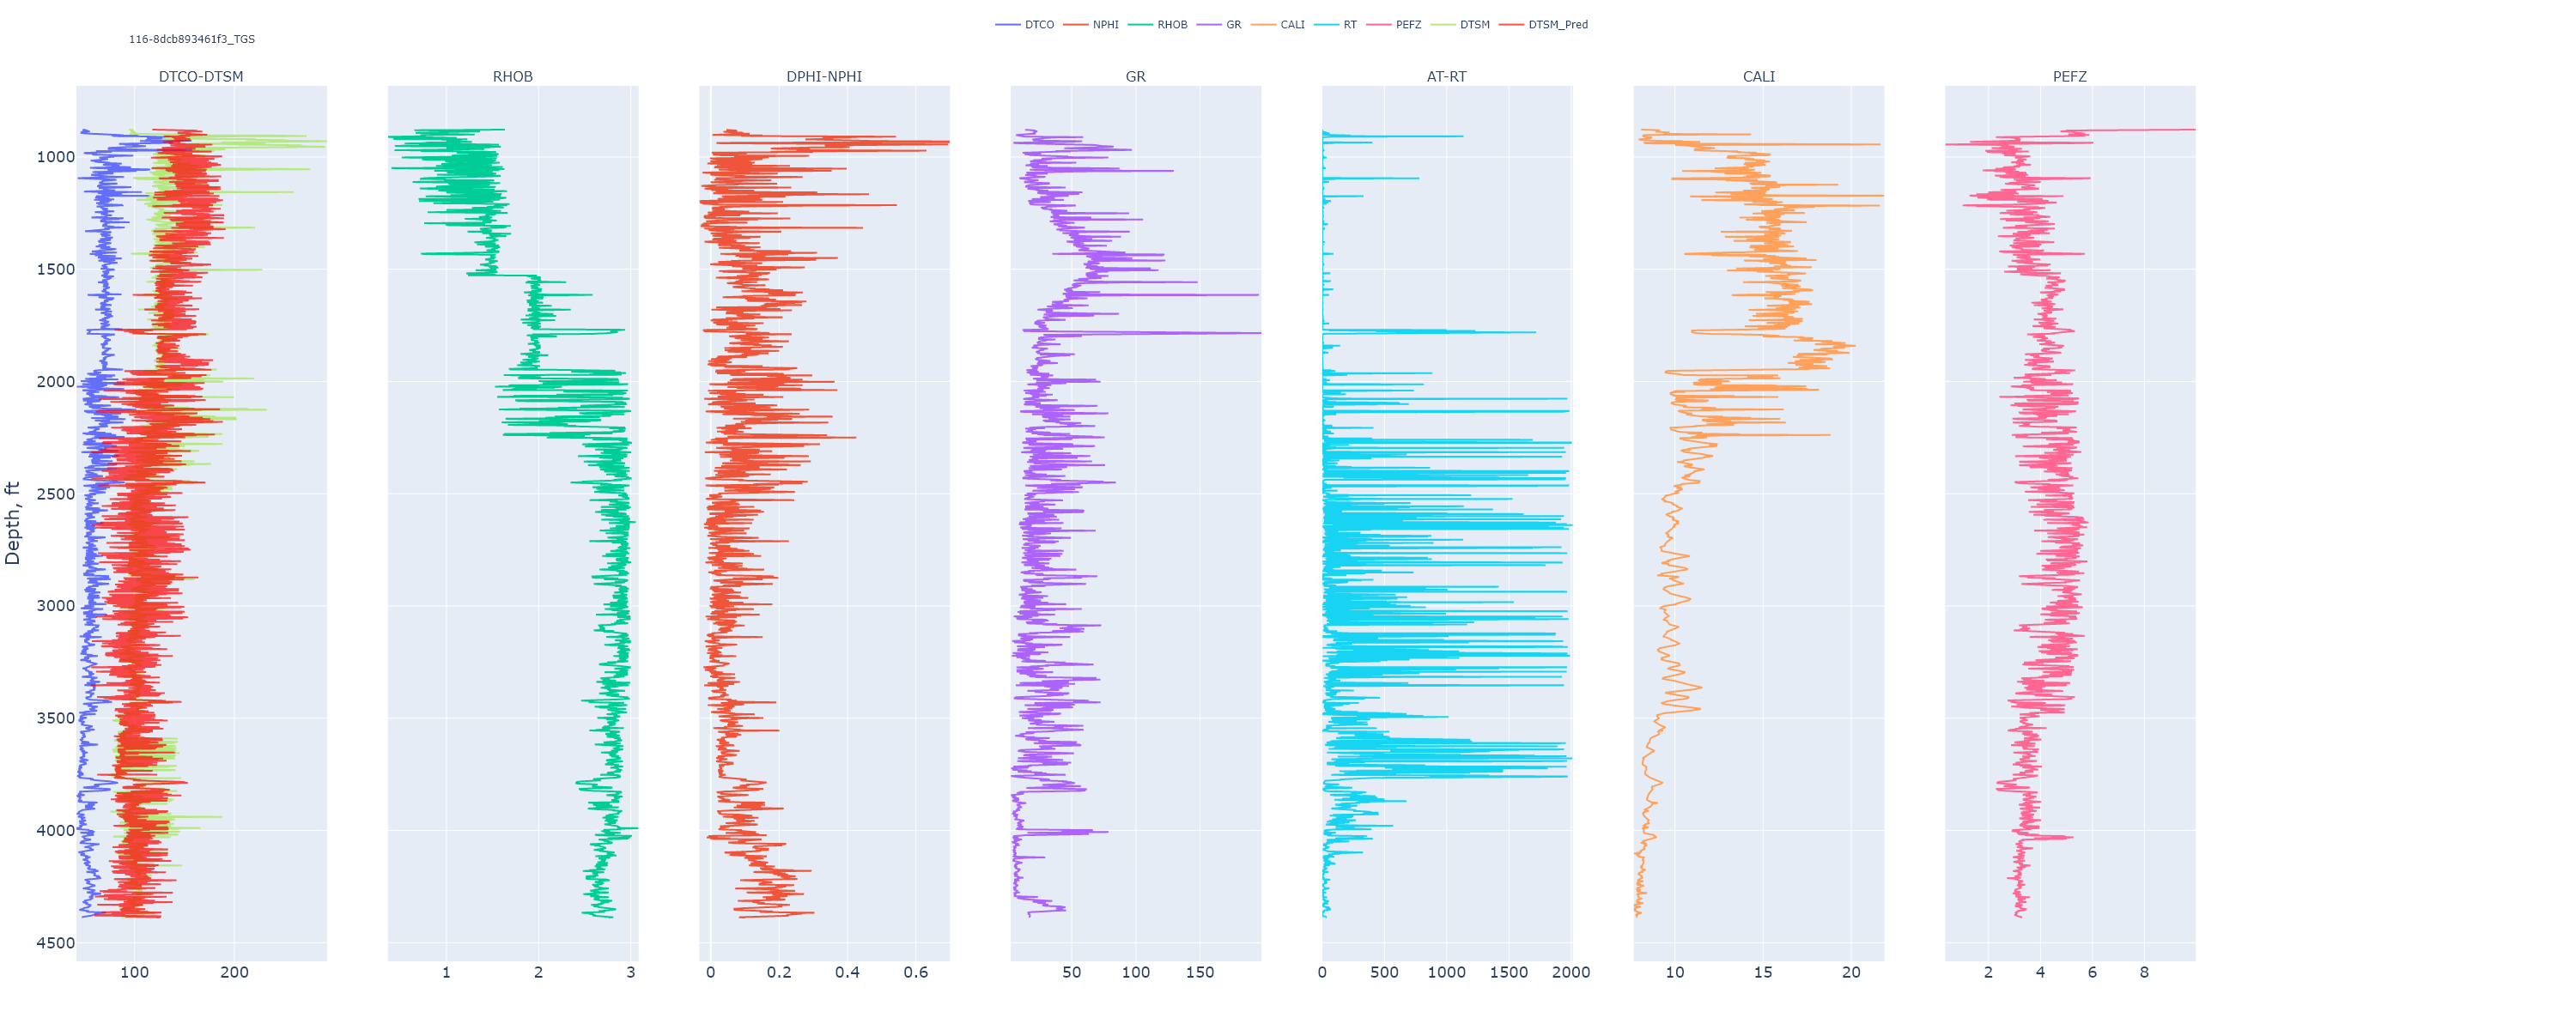 DTCO NPHI RHOB GR CALI RT PEFZ DTSM DTSM_Pred
116-8dcb893461f3_TGS
DTCO-DTSM RHOB DPHI-NPHI GR AT-RT CALI PEFZ
1000
1500
2000
2500
3000
3500
4000
4500
Depth, ft
100 200 1 2 3 0 0.2 0.4 0.6 50 100 150 0 500 1000 1500 2000 10 15 20 2 4 6 8